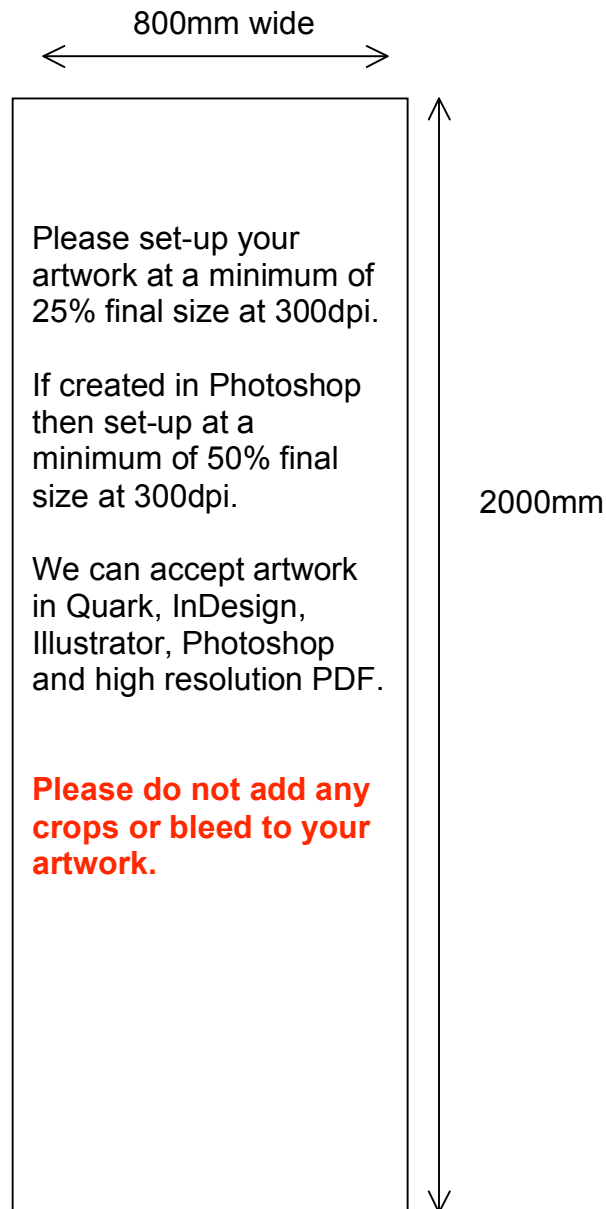 800mm wide
Please set-up your
artwork at a minimum of
25% final size at 300dpi.
If created in Photoshop
then set-up at a
minimum of 50% final
size at 300dpi.
2000mm
We can accept artwork
in Quark, InDesign,
Illustrator, Photoshop
and high resolution PDF.
Please do not add any
crops or bleed to your
artwork.